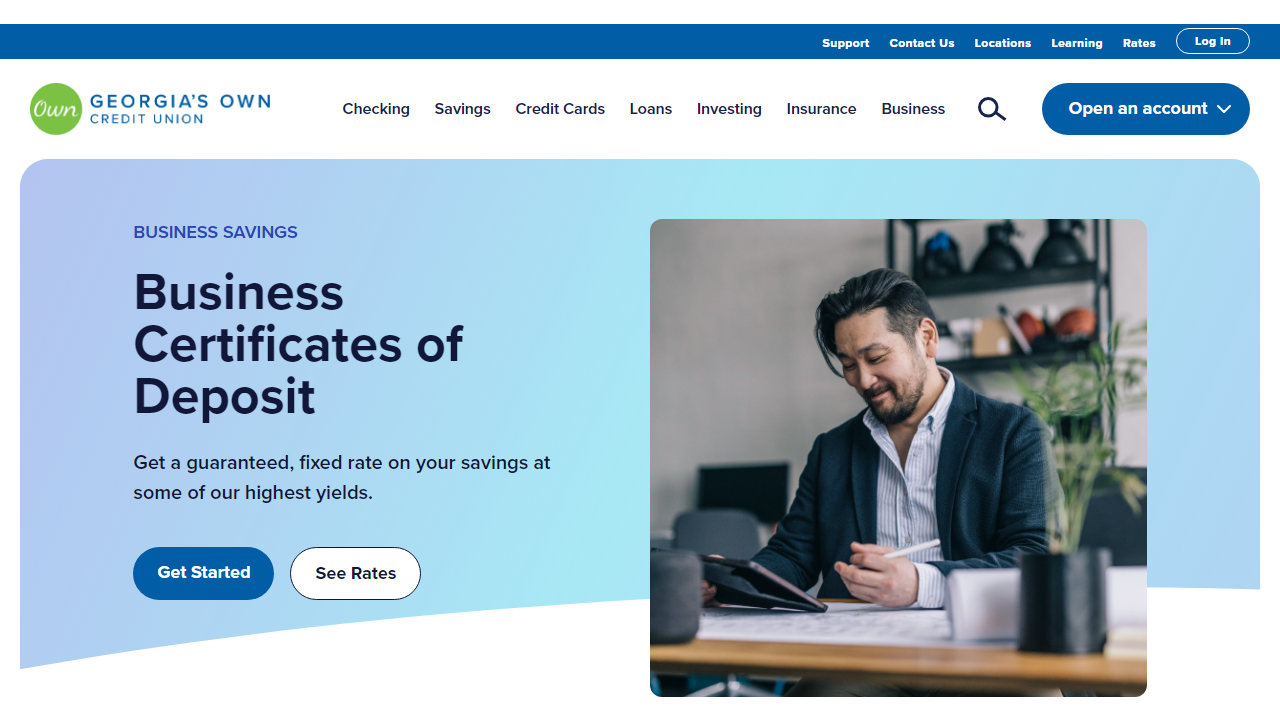 Support Contact Us Locations Learning Rates Log In
Own GEORGIA'S OWN
CREDIT UNION
Checking Savings Credit Cards Loans Investing Insurance Business Open an account
BUSINESS SAVINGS
Business
Certificates of
Deposit
Get a guaranteed, fixed rate on your savings at
some of our highest yields.
Get Started See Rates